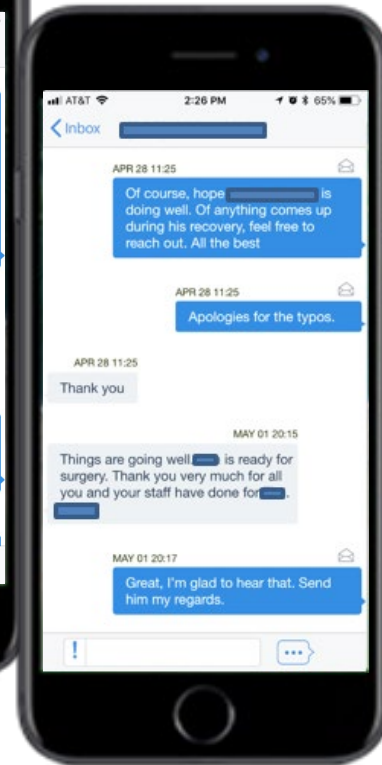 AT&T 2:26 PM 65%
Inbox
APR 28 11:25
Of course, hope is
doing well. Of anything comes up
during his recovery, feel free to
reach out. All the best
APR 28 11:25
Apologies for the typos.
APR 28 11:25
Thank you
MAY 01 20:15
Things are going well. is ready for
surgery. Thank you very much for all
you and your staff have done for .
MAY 01 20:17
Great, I'm glad to hear that. Send
him my regards.
!
...